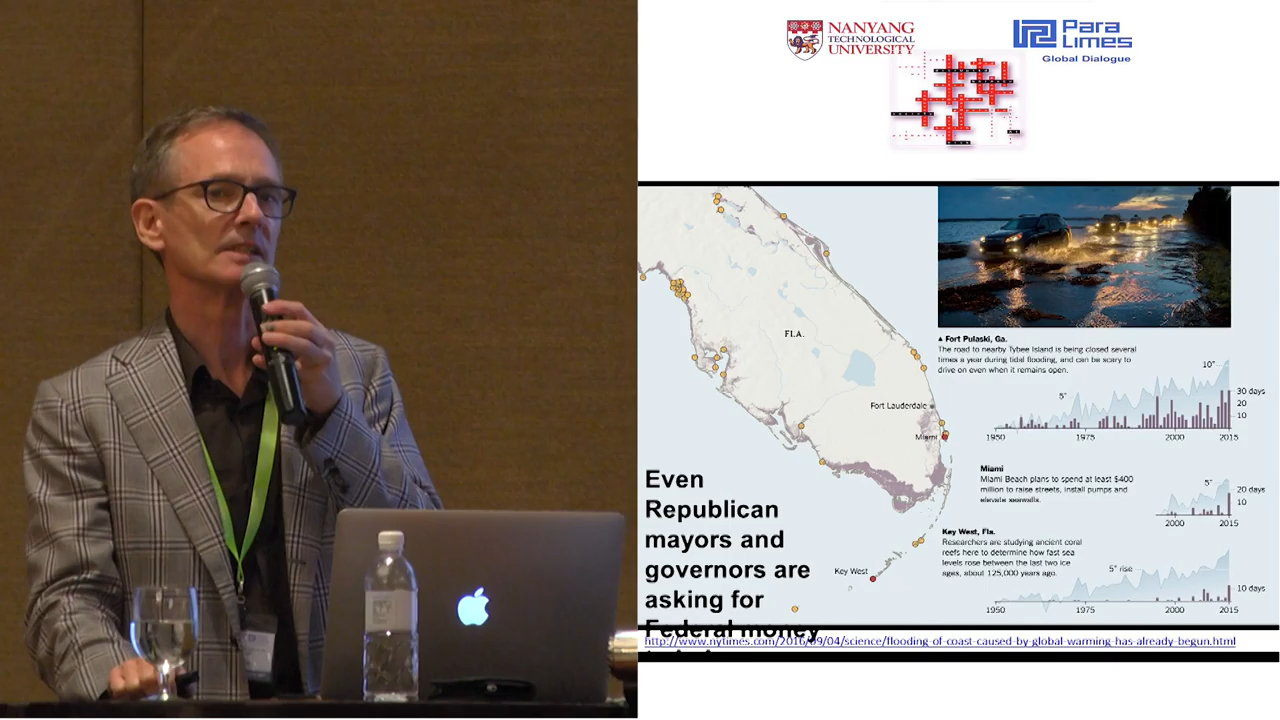 NANYANG
TECHNOLOGICAL
UNIVERSITY
Para
Limes
Global Dialogue
FLA.
Fort Lauderdale
Miami
Key West
▲ Fort Pulaski, Ga.
The road to nearby Tybee Island is being closed several
times a year during tidal flooding, and can be scary to
drive on even when it remains open.
10"
5"
30 days
20
10
1950
1975
2000
2015
Miami
Miami Beach plans to spend at least $400
million to raise streets, install pumps and
elevate seawalls.
5"
20 days
10
2000
2015
Key West, Fla.
Researchers are studying ancient coral
reefs here to determine how fast sea
levels rose between the last two ice
ages, about 125,000 years ago.
5" rise
10 days
1950
1975
2000
2015
Even
Republican
mayors and
governors are
asking for
Federal money
http://www.nytimes.com/2016/09/04/science/flooding-of-coast-caused-by-global-warming-has-already-begun.html